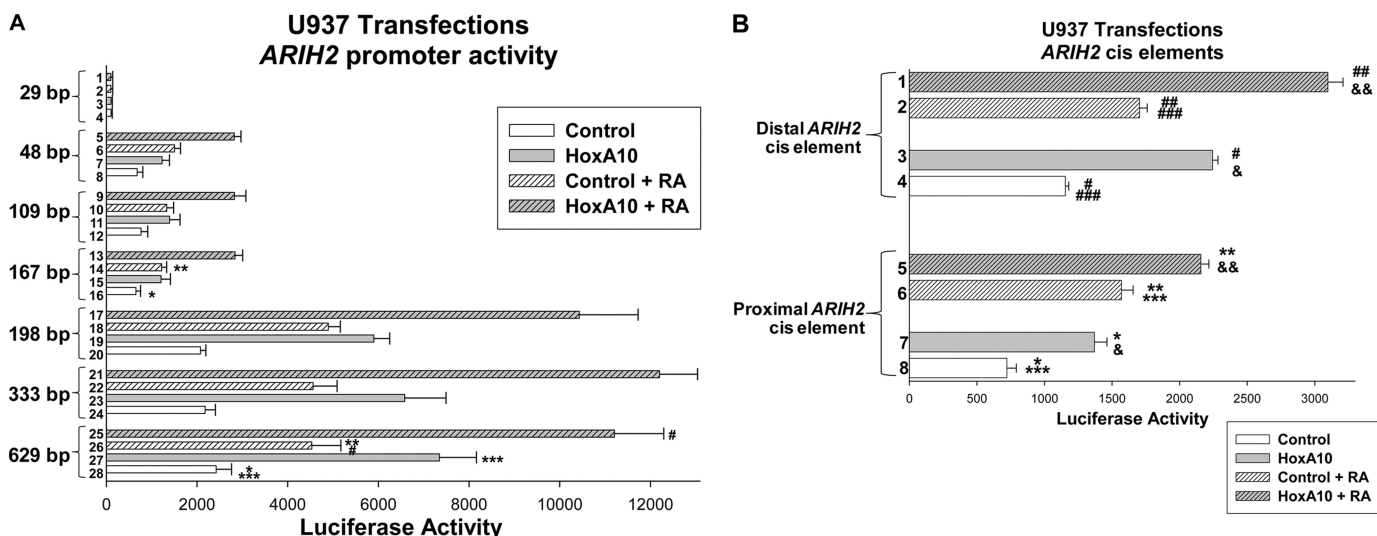 A
U937 Transfections
ARIH2 promoter activity
29 bp
1
2
3
4
48 bp
5
6
7
8
109 bp
9
10
11
12
167 bp
13
14 **
15
16 *
198 bp
17
18
19
20
333 bp
21
22
23
24
629 bp
25 #
26 **
#
27 ***
28 *
***
0 2000 4000 6000 8000 10000 12000
Luciferase Activity
Control
HoxA10
Control + RA
HoxA10 + RA
B
U937 Transfections
ARIH2 cis elements
Distal ARIH2
cis element
1 ##
&&
2 ##
###
3 #
&
4 #
###
Proximal ARIH2
cis element
5 **
&&
6 **
***
7 *
&
8 *
***
0 500 1000 1500 2000 2500 3000
Luciferase Activity
Control
HoxA10
Control + RA
HoxA10 + RA